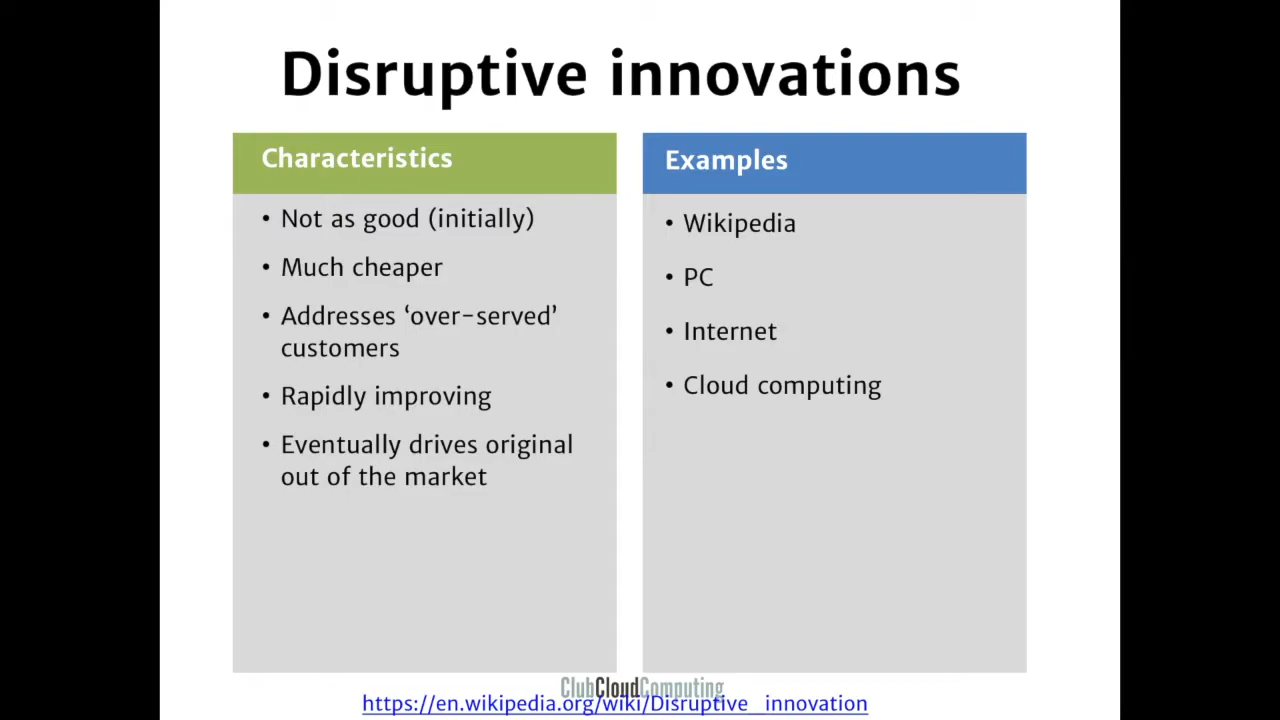 Disruptive innovations
Characteristics
• Not as good (initially)
• Much cheaper
• Addresses ‘over-served’
customers
• Rapidly improving
• Eventually drives original
out of the market
Examples
• Wikipedia
• PC
• Internet
• Cloud computing
ClubCloudComputing
https://en.wikipedia.org/wiki/Disruptive_innovation